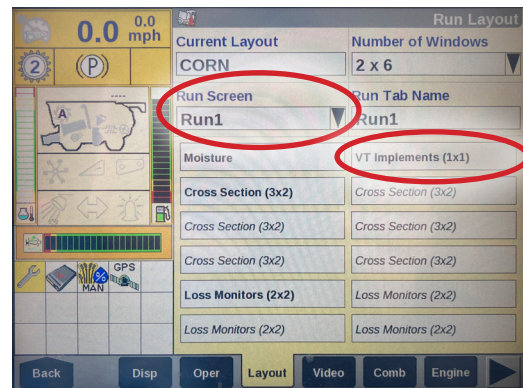 0.0 0.0 mph
2 (P)
A
MAN GPS
Run Layout
Current Layout Number of Windows
CORN 2 x 6
Run Screen Run Tab Name
Run1 Run1
Moisture VT Implements (1x1)
Cross Section (3x2) Cross Section (3x2)
Cross Section (3x2) Cross Section (3x2)
Cross Section (3x2) Cross Section (3x2)
Loss Monitors (2x2) Loss Monitors (2x2)
Loss Monitors (2x2) Loss Monitors (2x2)
Back Disp Oper Layout Video Comb Engine